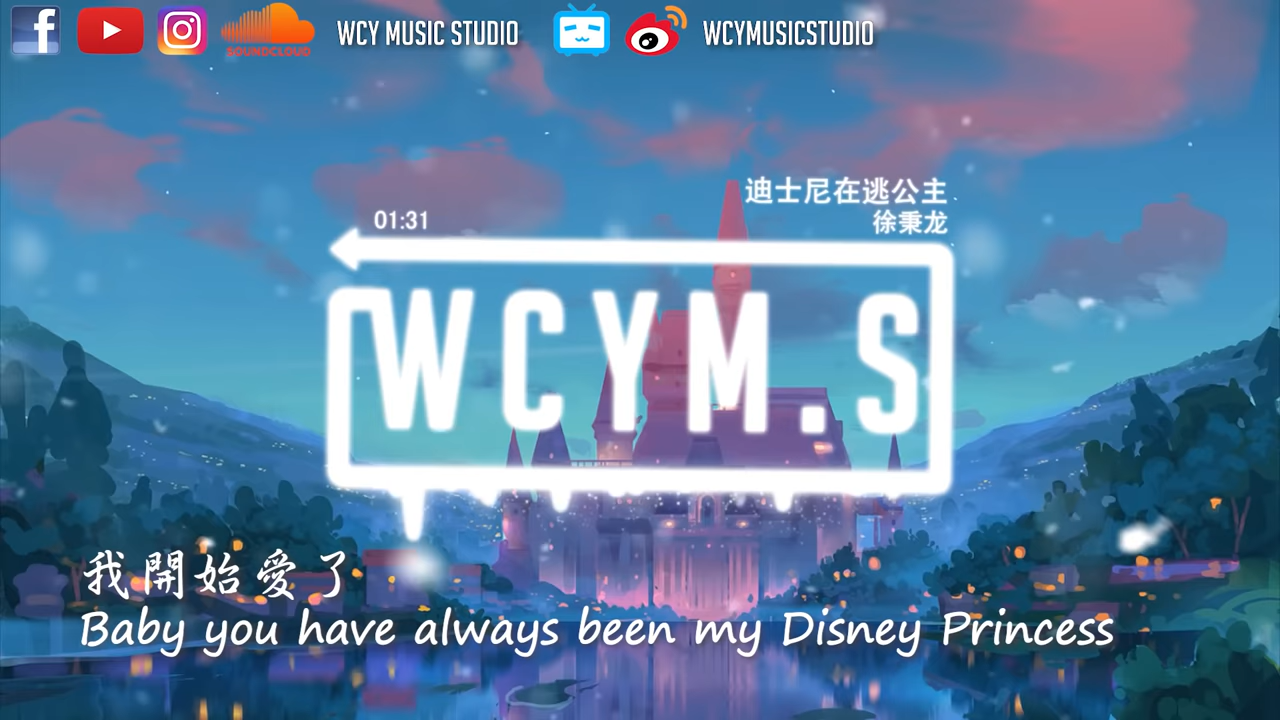 SOUNDCLOUD
WCY MUSIC STUDIO
WCYMUSICSTUDIO
迪士尼在逃公主
01:31
徐秉龙
WCYM.S
我開始愛了
Baby you have always been my Disney Princess